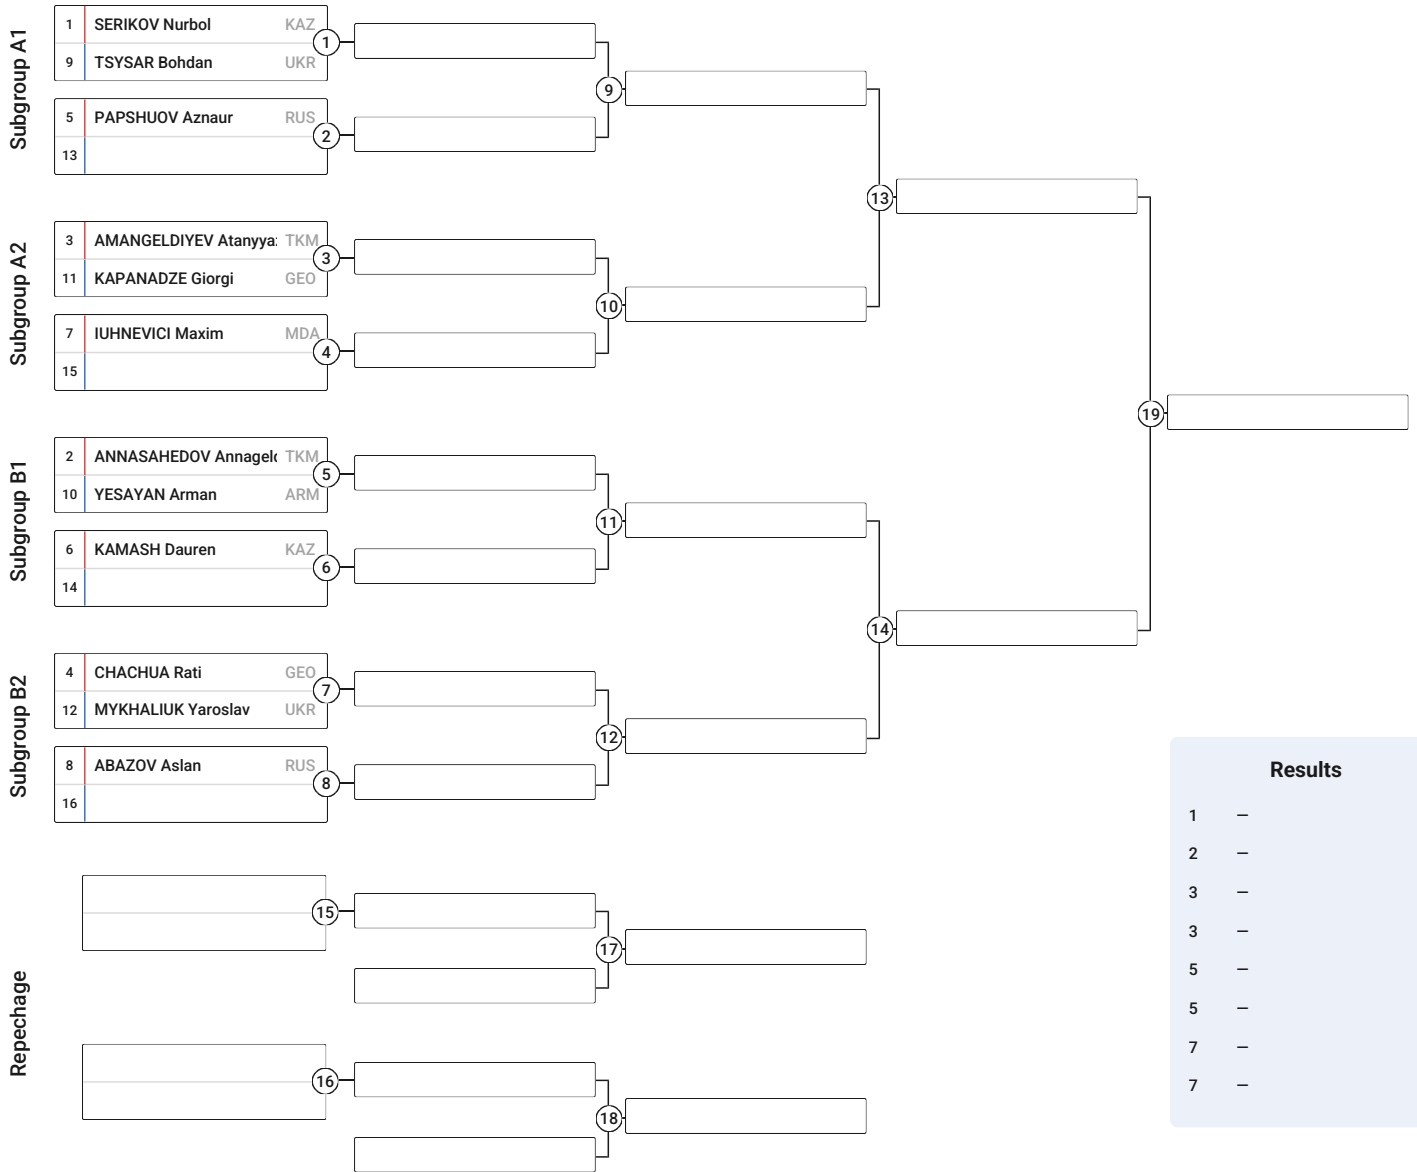 Subgroup A1
1 SERIKOV Nurbol KAZ
9 TSYSAR Bohdan UKR
1
5 PAPSHUOV Aznaur RUS
13
2
9
Subgroup A2
3 AMANGELDIYEV Atanyya TKM
11 KAPANADZE Giorgi GEO
3
7 IUHNEVICI Maxim MDA
15
4
10
13
Subgroup B1
2 ANNASAHEDOV Annagel TKM
10 YESAYAN Arman ARM
5
6 KAMASH Dauren KAZ
14
6
11
Subgroup B2
4 CHACHUA Rati GEO
12 MYKHALIUK Yaroslav UKR
7
8 ABAZOV Aslan RUS
16
8
12
14
19
Repechage
15
17
16
18
Results
1 –
2 –
3 –
3 –
5 –
5 –
7 –
7 –